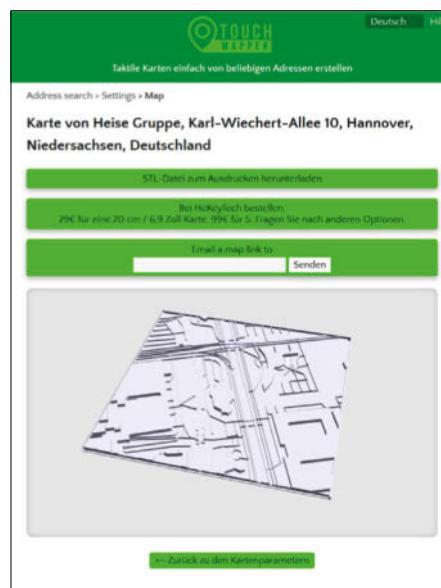 TOUCH
MAPPER
Deutsch
Taktile Karten einfach von beliebigen Adressen erstellen
Address search » Settings » Map
Karte von Heise Gruppe, Karl-Wiechert-Allee 10, Hannover,
Niedersachsen, Deutschland
STL-Datei zum Ausdrucken herunterladen
Bei HoKeyTech bestellen.
29€ für eine 20 cm / 6,9 Zoll Karte. 99€ für 5. Fragen Sie nach anderen Optionen.
Email a map link to
Senden
← Zurück zu den Kartenparametern